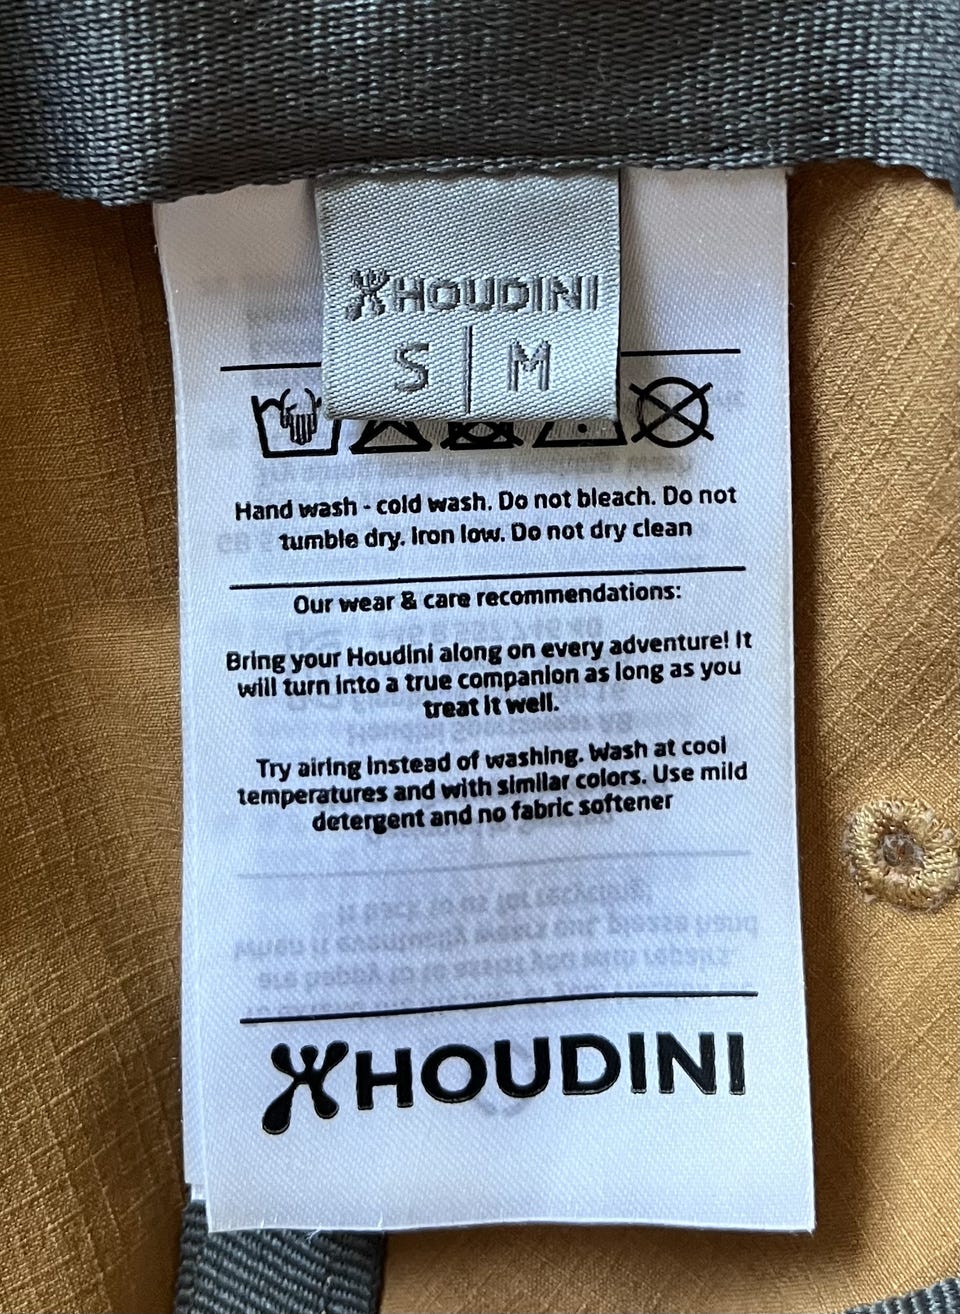 HOUDINI
S | M
Hand wash - cold wash. Do not bleach. Do not
tumble dry. Iron low. Do not dry clean
Our wear & care recommendations:
Bring your Houdini along on every adventure! It
will turn into a true companion as long as you
treat it well.
Try airing instead of washing. Wash at cool
temperatures and with similar colors. Use mild
detergent and no fabric softener
HOUDINI